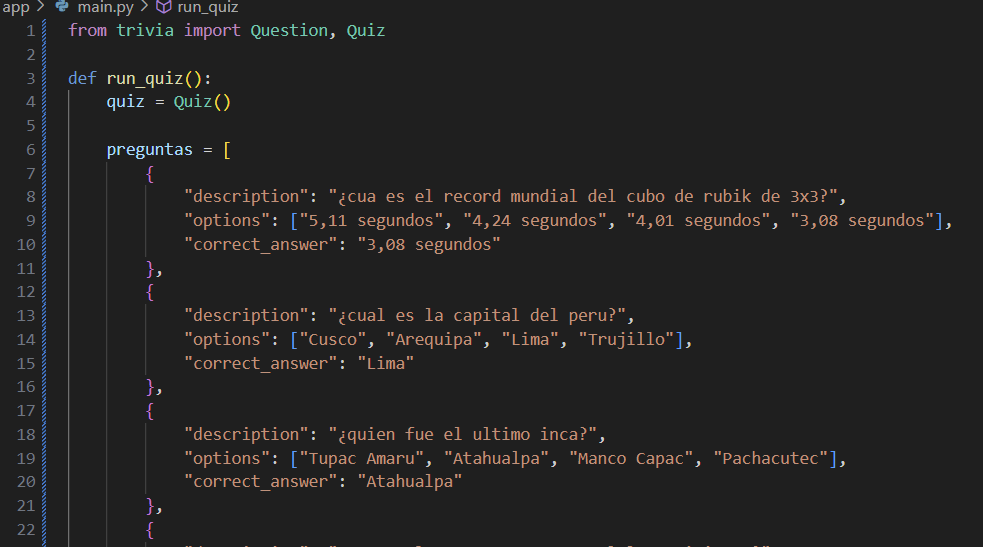 app > main.py > run_quiz
1 from trivia import Question, Quiz
2
3 def run_quiz():
4     quiz = Quiz()
5
6     preguntas = [
7         {
8             "description": "¿cua es el record mundial del cubo de rubik de 3x3?",
9             "options": ["5,11 segundos", "4,24 segundos", "4,01 segundos", "3,08 segundos"],
10             "correct_answer": "3,08 segundos"
11         },
12         {
13             "description": "¿cual es la capital del peru?",
14             "options": ["Cusco", "Arequipa", "Lima", "Trujillo"],
15             "correct_answer": "Lima"
16         },
17         {
18             "description": "¿quien fue el ultimo inca?",
19             "options": ["Tupac Amaru", "Atahualpa", "Manco Capac", "Pachacutec"],
20             "correct_answer": "Atahualpa"
21         },
22         {